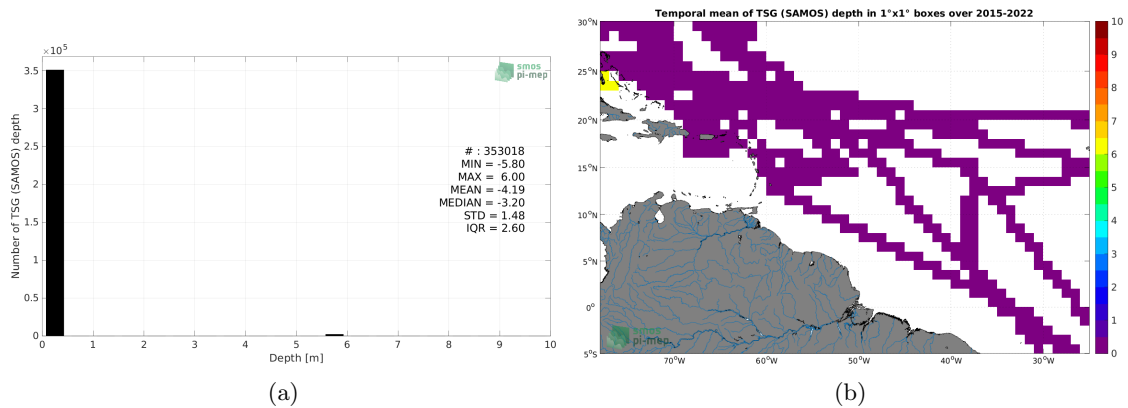 ×10⁵
3.5
3
2.5
2
1.5
1
0.5
0
Number of TSG (SAMOS) depth
smos
pi-mep
# : 353018
MIN = -5.80
MAX = 6.00
MEAN = -4.19
MEDIAN = -3.20
STD = 1.48
IQR = 2.60
0 1 2 3 4 5 6 7 8 9 10
Depth [m]
(a)
Temporal mean of TSG (SAMOS) depth in 1°x1° boxes over 2015-2022
30°N
25°N
20°N
15°N
10°N
5°N
0°
5°S
70°W 60°W 50°W 40°W 30°W
smos
pi-mep
10
9
8
7
6
5
4
3
2
1
0
(b)